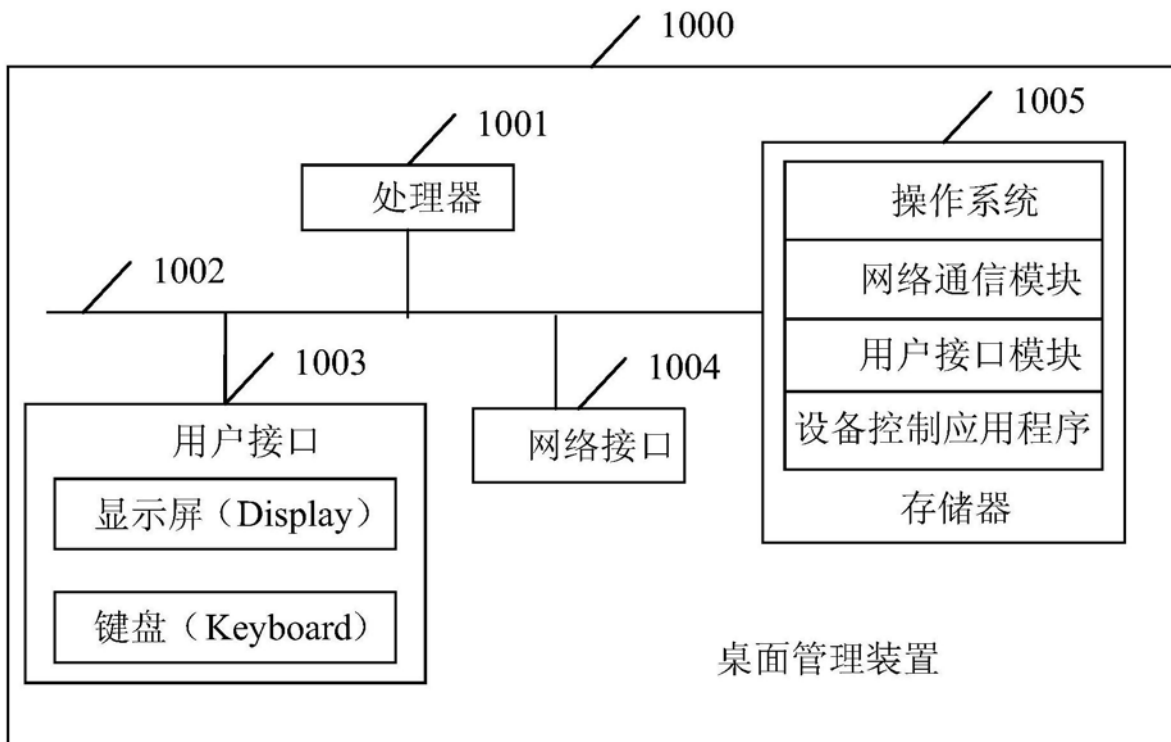 1000
1001
1005
处理器
操作系统
1002
网络通信模块
1003
1004
用户接口模块
用户接口
网络接口
设备控制应用程序
显示屏（Display）
存储器
键盘（Keyboard）
桌面管理装置